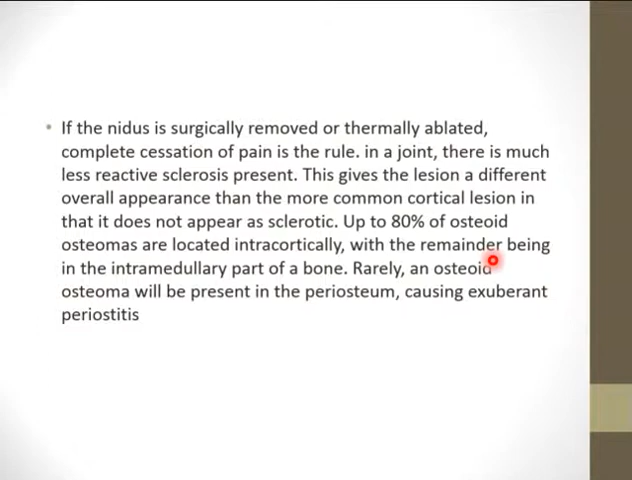 • If the nidus is surgically removed or thermally ablated,
complete cessation of pain is the rule. in a joint, there is much
less reactive sclerosis present. This gives the lesion a different
overall appearance than the more common cortical lesion in
that it does not appear as sclerotic. Up to 80% of osteoid
osteomas are located intracortically, with the remainder being
in the intramedullary part of a bone. Rarely, an osteoid
osteoma will be present in the periosteum, causing exuberant
periostitis